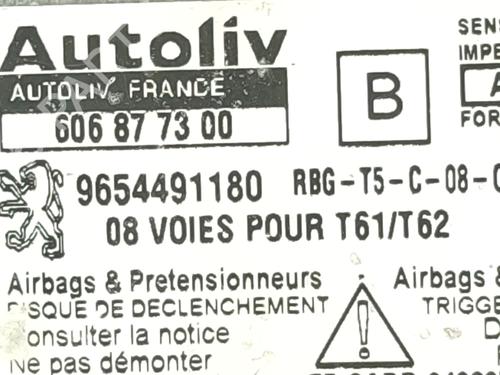 Autoliv
AUTOLIV FRANCE
606 87 73 00
B
SENS
IMPE
A
FOR
9654491180 RBG-T5-C-08-
08 VOIES POUR T61/T62
Airbags & Pretensionneurs
RISQUE DE DECLENCHEMENT
Consulter la notice
Ne pas démonter
Airbags &
TRIGGE
D